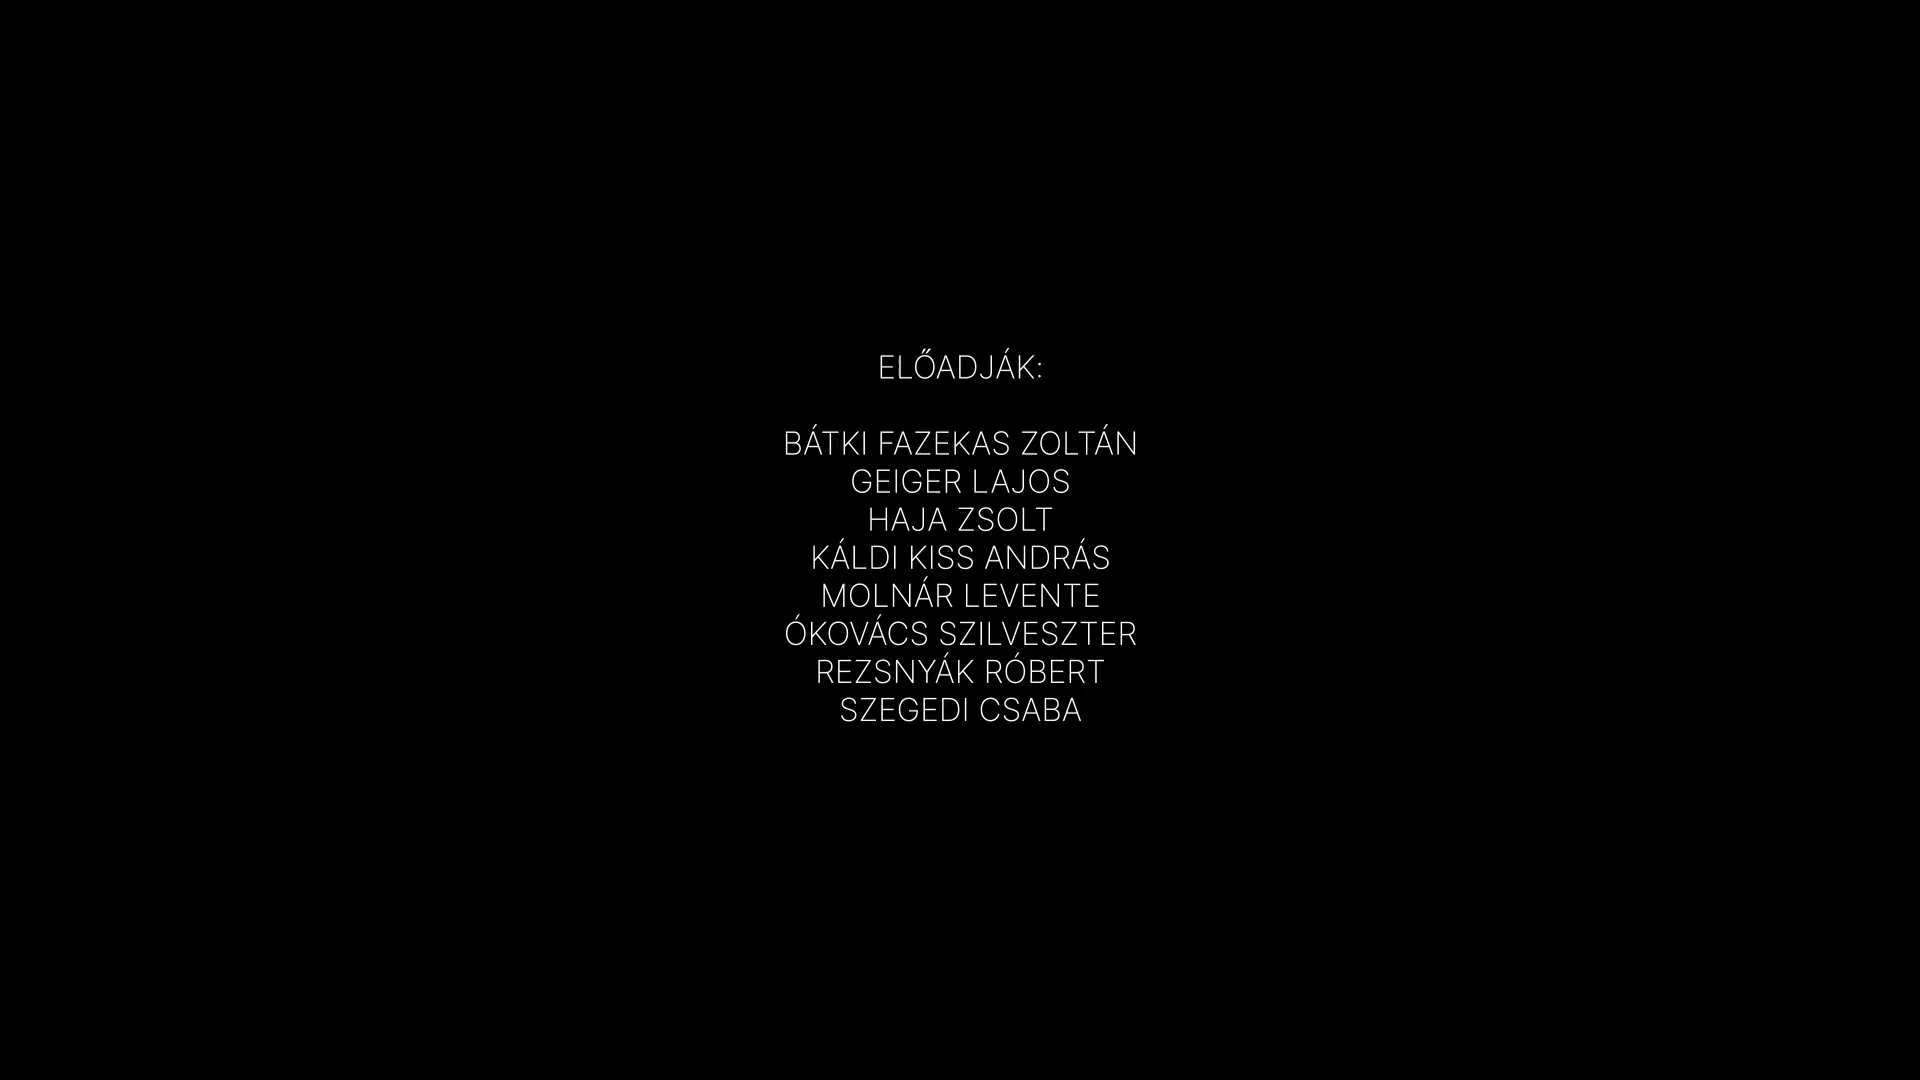 ELŐADJÁK:
BÁTKI FAZEKAS ZOLTÁN
GEIGER LAJOS
HAJA ZSOLT
KÁLDI KISS ANDRÁS
MOLNÁR LEVENTE
ÓKOVÁCS SZILVESZTER
REZSNYÁK RÓBERT
SZEGEDI CSABA